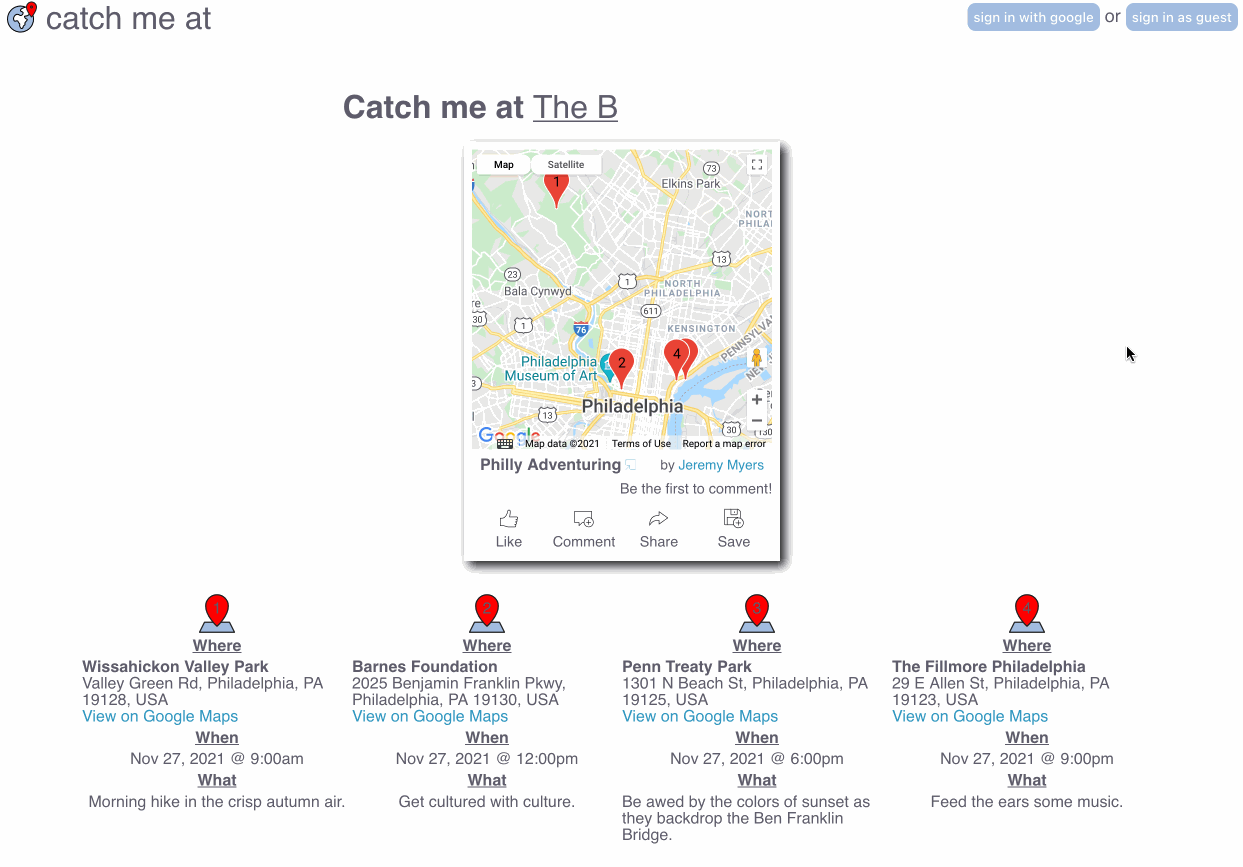 catch me at
sign in with google or sign in as guest
Catch me at The B
Map Satellite
1
73
Elkins Park
NORT
PHILA
13
23
1
Bala Cynwyd
NORTH
PHILADELPHIA
30
1
611
76
KENSINGTON
PENNSYLVA
NEW
Philadelphia
Museum of Art
2
4
3
Philadelphia
13
30
130
Google
Map data ©2021 Terms of Use Report a map error
Philly Adventuring by Jeremy Myers
Be the first to comment!
Like Comment Share Save
1 2 3 4
Where Where Where Where
Wissahickon Valley Park
Valley Green Rd, Philadelphia, PA
19128, USA
View on Google Maps
When
Nov 27, 2021 @ 9:00am
What
Morning hike in the crisp autumn air.
Barnes Foundation
2025 Benjamin Franklin Pkwy,
Philadelphia, PA 19130, USA
View on Google Maps
When
Nov 27, 2021 @ 12:00pm
What
Get cultured with culture.
Penn Treaty Park
1301 N Beach St, Philadelphia, PA
19125, USA
View on Google Maps
When
Nov 27, 2021 @ 6:00pm
What
Be awed by the colors of sunset as
they backdrop the Ben Franklin
Bridge.
The Fillmore Philadelphia
29 E Allen St, Philadelphia, PA
19123, USA
View on Google Maps
When
Nov 27, 2021 @ 9:00pm
What
Feed the ears some music.